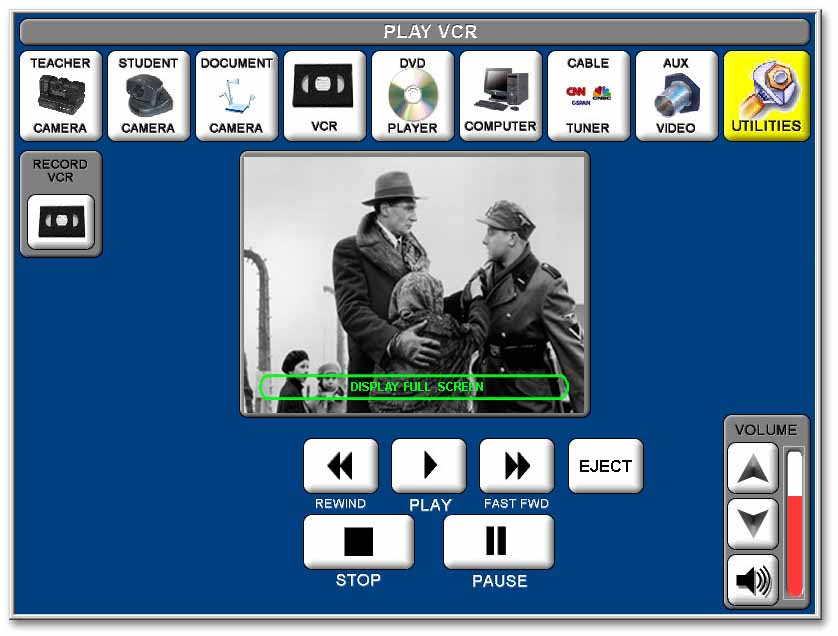 PLAY VCR
TEACHER
CAMERA
STUDENT
CAMERA
DOCUMENT
CAMERA
VCR
DVD
PLAYER
COMPUTER
CABLE
CNN
CNBC
C-SPAN
TUNER
AUX
VIDEO
UTILITIES
RECORD
VCR
DISPLAY FULL SCREEN
EJECT
REWIND
PLAY
FAST FWD
STOP
PAUSE
VOLUME